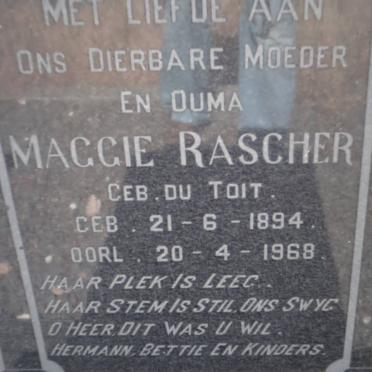 MET LIEFDE AAN
ONS DIERBARE MOEDER
EN OUMA
MAGGIE RASCHER
GEB. DU TOIT.
GEB. 21-6-1894.
OORL. 20-4-1968.
HAAR PLEK IS LEEG.
HAAR STEM IS STIL, ONS SWYG
O HEER, DIT WAS U WIL.
HERMANN, BETTIE EN KINDERS.